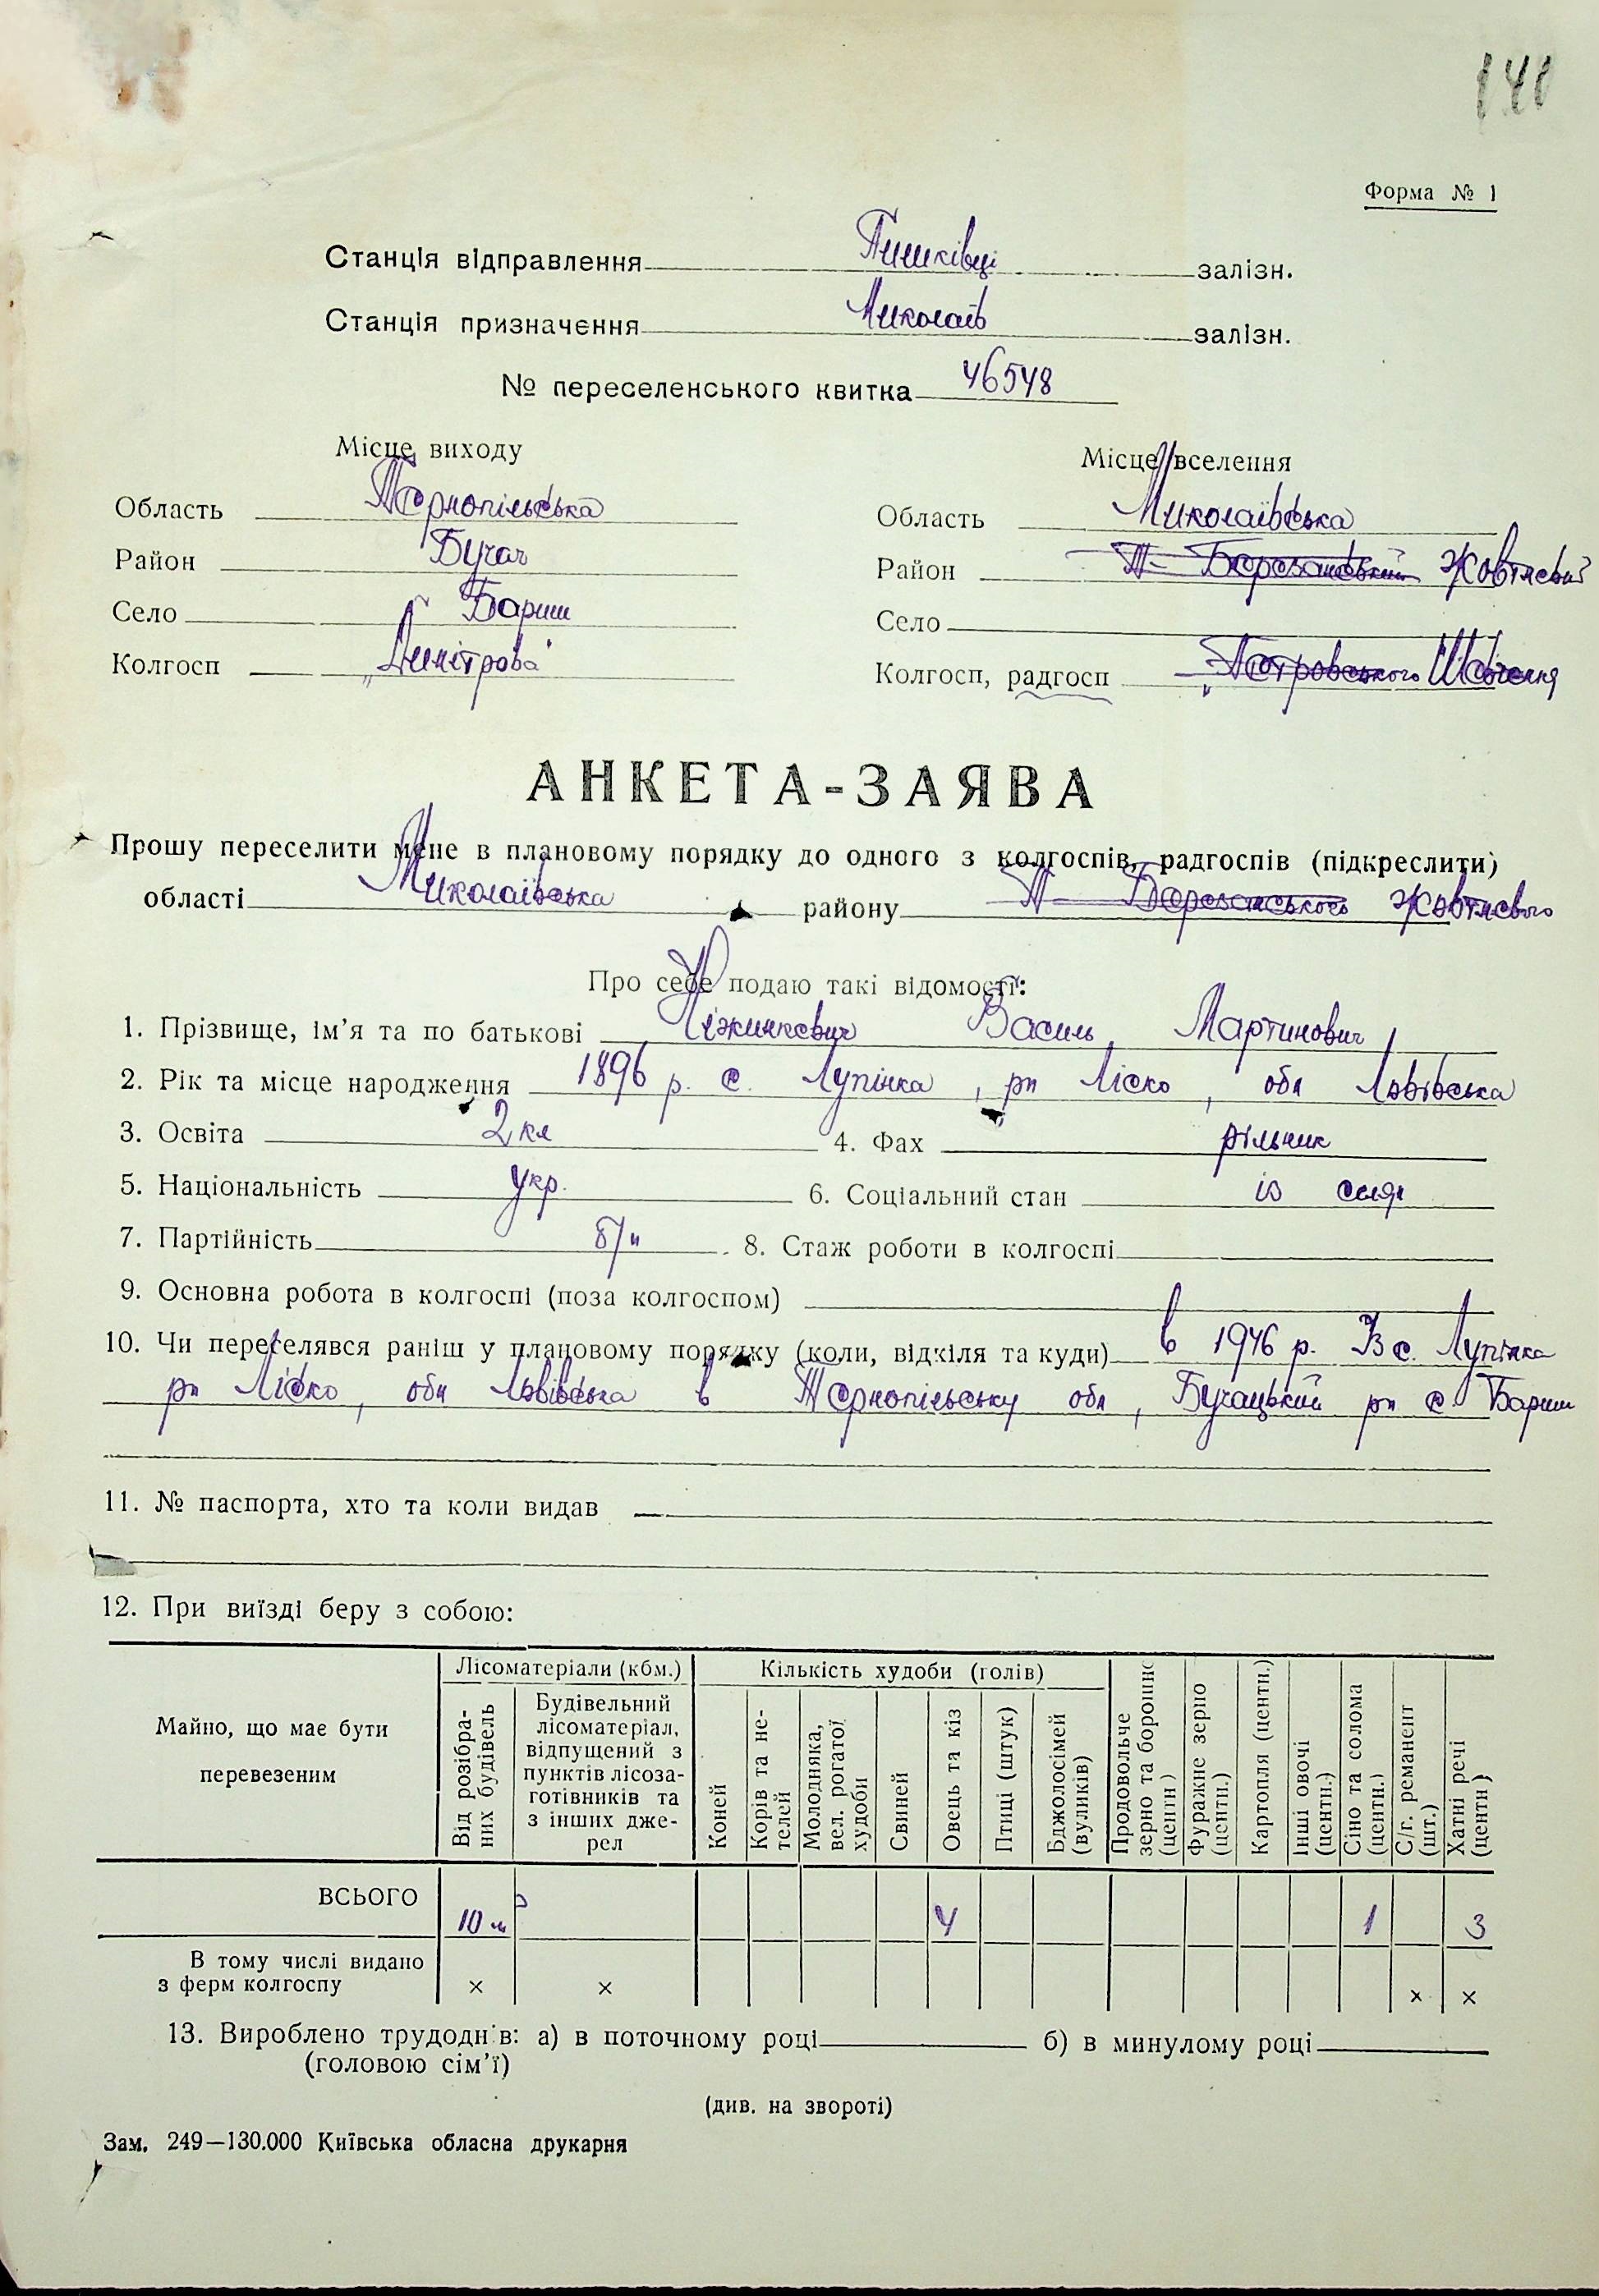 141
Форма № 1
Станція відправлення Пишківці залізн.
Станція призначення Миколаїв залізн.
№ переселенського квитка 46548
Місце виходу
Місце вселення
Область Тернопільська
Область Миколаївська
Район Бучач
Район Т- Березанський Жовтневий
Село Бариш
Село
Колгосп „Димітрова"
Колгосп, радгосп „Петровського Шевченка
АНКЕТА-ЗАЯВА
Прошу переселити мене в плановому порядку до одного з колгоспів, радгоспів (підкреслити)
області Миколаївська району Т- Березанського Жовтневого
Про себе подаю такі відомості:
1. Прізвище, ім'я та по батькові Василь Мартинович
2. Рік та місце народження 1896 р. с. Лупінка, рн Ліско, обл Львівська
3. Освіта 2 кл 4. Фах рільник
5. Національність укр. 6. Соціальний стан із селя
7. Партійність б/п 8. Стаж роботи в колгоспі
9. Основна робота в колгоспі (поза колгоспом)
10. Чи переселявся раніш у плановому порядку (коли, відкіля та куди) в 1946 р. Із с. Лупінка
рн Ліско, обл Львівська в Тернопільську обл, Бучацький рн с. Бариш
11. № паспорта, хто та коли видав
12. При виїзді беру з собою:
Майно, що має бути перевезеним
Лісоматеріали (кбм.)
Кількість худоби (голів)
Від розібраних будівель
Будівельний лісоматеріал, відпущений з пунктів лісозаготівників та з інших джерел
Коней
Корів та нетелей
Молодняка, вел. рогатої худоби
Свиней
Овець та кіз
Птиці (штук)
Бджолосімей (вуликів)
Продовольче зерно та борошно (центн.)
Фуражне зерно (центн.)
Картопля (центн.)
Інші овочі (центн.)
Сіно та солома (центн.)
С/г. реманент (шт.)
Хатні речі (центн)
ВСЬОГО 10 м³ 4 1 3
В тому числі видано
з ферм колгоспу × × × ×
13. Вироблено трудоднів: а) в поточному році б) в минулому році
(головою сім'ї)
(див. на звороті)
Зам. 249—130.000 Київська обласна друкарня